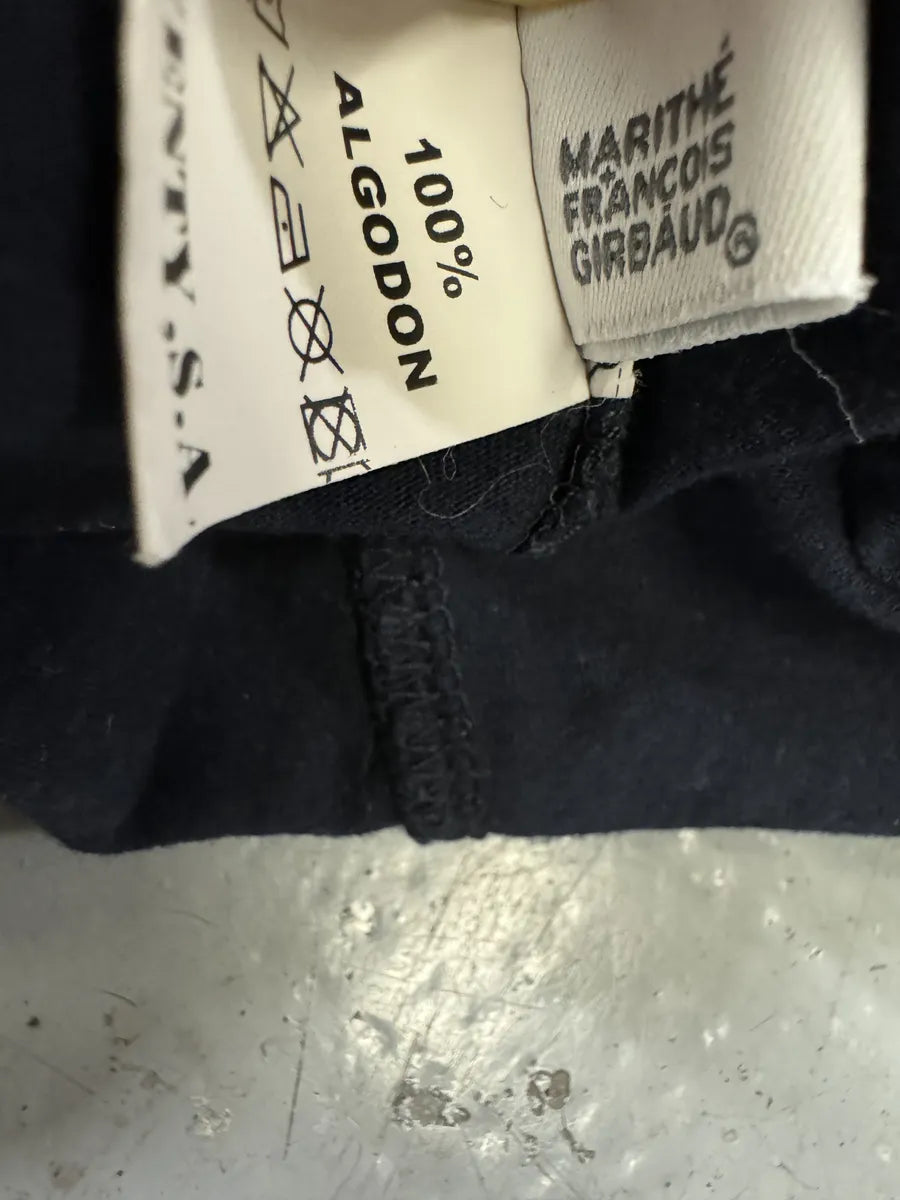 100%
ALGODON
MARITHÉ
+
FRANÇOIS
GIRBAUD®